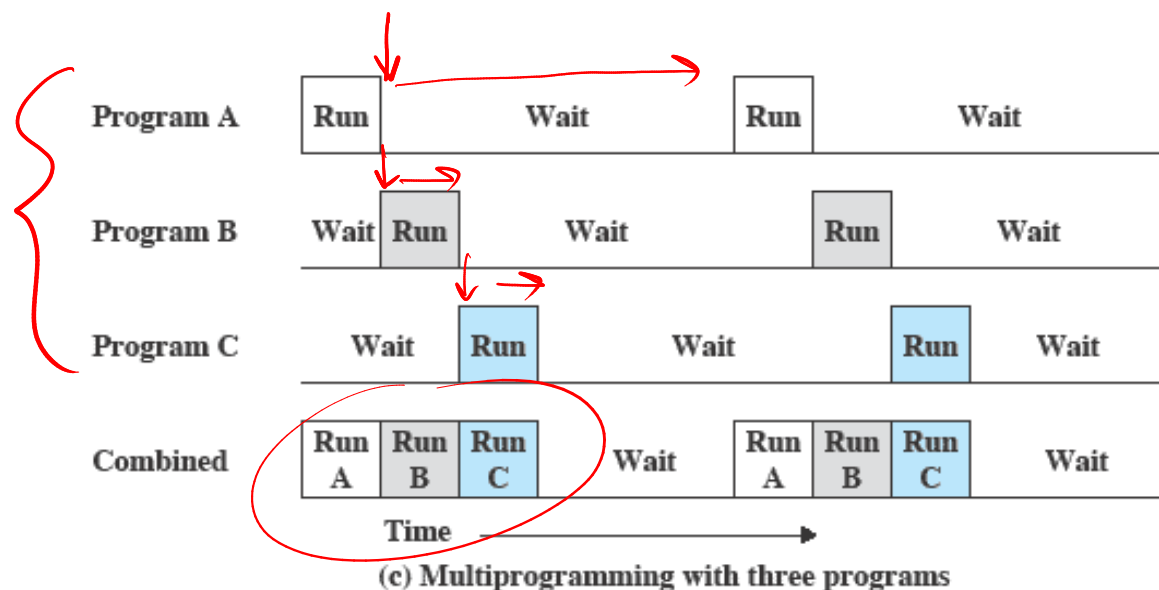 Program A Run Wait Run Wait
Program B Wait Run Wait Run Wait
Program C Wait Run Wait Run Wait
Combined Run A Run B Run C Wait Run A Run B Run C Wait
Time
(c) Multiprogramming with three programs